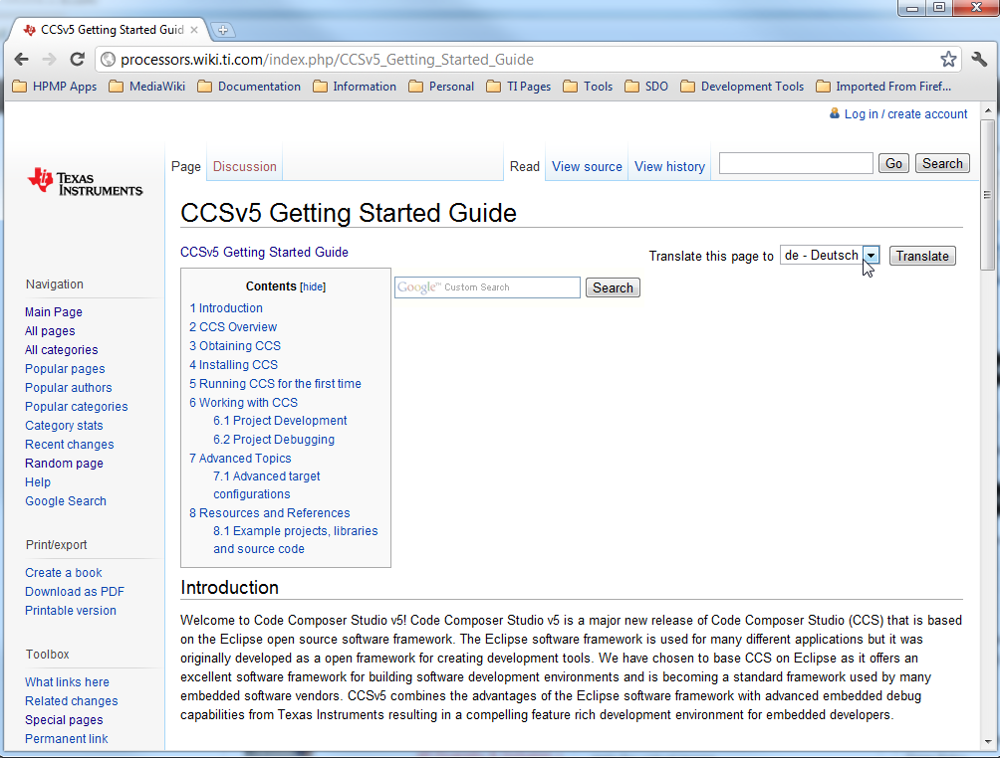 CCSv5 Getting Started Guid
processors.wiki.ti.com/index.php/CCSv5_Getting_Started_Guide
HPMP Apps MediaWiki Documentation Information Personal TI Pages Tools SDO Development Tools Imported From Firef...
Log in / create account
Page Discussion Read View source View history Go Search
TEXAS
INSTRUMENTS
CCSv5 Getting Started Guide
CCSv5 Getting Started Guide
Translate this page to de - Deutsch Translate
Google™ Custom Search Search
Contents [hide]
1 Introduction
2 CCS Overview
3 Obtaining CCS
4 Installing CCS
5 Running CCS for the first time
6 Working with CCS
6.1 Project Development
6.2 Project Debugging
7 Advanced Topics
7.1 Advanced target
configurations
8 Resources and References
8.1 Example projects, libraries
and source code
Navigation
Main Page
All pages
All categories
Popular pages
Popular authors
Popular categories
Category stats
Recent changes
Random page
Help
Google Search
Print/export
Create a book
Download as PDF
Printable version
Toolbox
What links here
Related changes
Special pages
Permanent link
Introduction
Welcome to Code Composer Studio v5! Code Composer Studio v5 is a major new release of Code Composer Studio (CCS) that is based
on the Eclipse open source software framework. The Eclipse software framework is used for many different applications but it was
originally developed as a open framework for creating development tools. We have chosen to base CCS on Eclipse as it offers an
excellent software framework for building software development environments and is becoming a standard framework used by many
embedded software vendors. CCSv5 combines the advantages of the Eclipse software framework with advanced embedded debug
capabilities from Texas Instruments resulting in a compelling feature rich development environment for embedded developers.